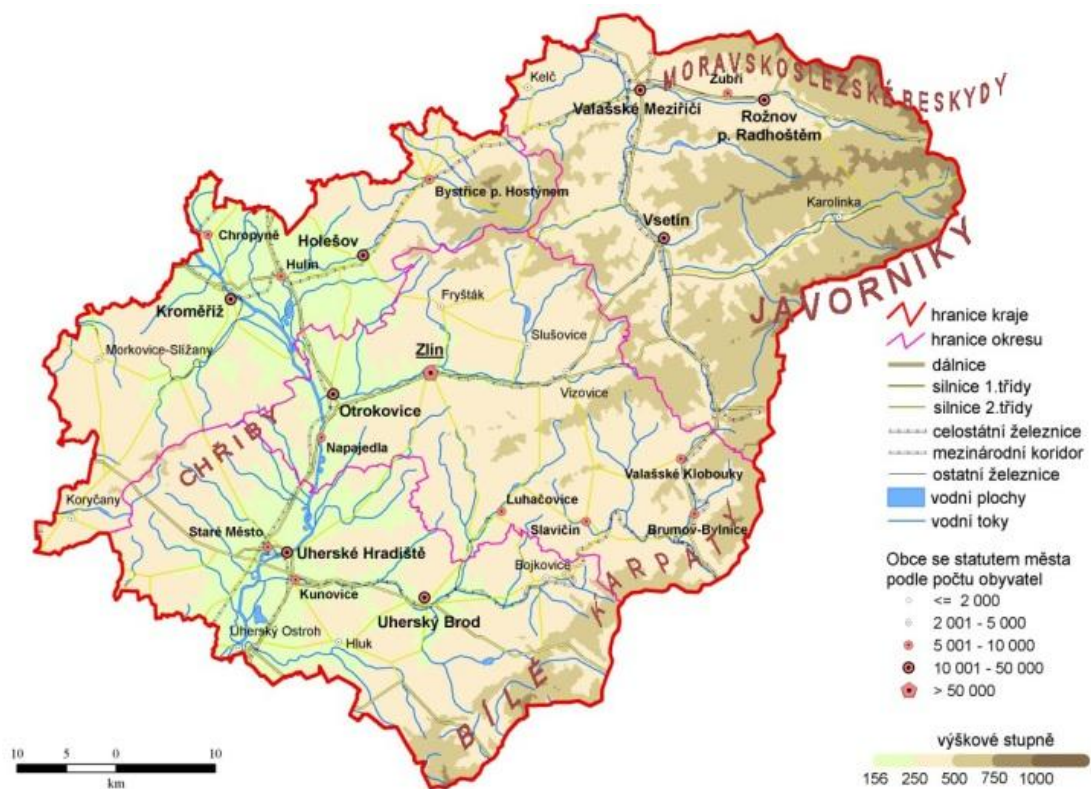 Kelč
MORAVSKOSLEZSKÉ BESKYDY
Zubří
Valašské Meziříčí
Rožnov
p. Radhoštěm
Bystřice p. Hostýnem
Karolinka
Vsetín
Chropyně
Holešov
Hulín
JAVORNIKY
Kroměříž
Fryšták
Slušovice
Morkovice-Slížany
Zlín
Vizovice
Otrokovice
Napajedla
CHŘIBY
Valašské Klobouky
Koryčany
Luhačovice
Slavičín
Brumov-Bylnice
Staré Město
Uherské Hradiště
Bojkovice
Kunovice
Uherský Brod
Uherský Ostroh
Hluk
BÍLÉ KARPATY
hranice kraje
hranice okresu
dálnice
silnice 1.třídy
silnice 2.třídy
celostátní železnice
mezinárodní koridor
ostatní železnice
vodní plochy
vodní toky
Obce se statutem města
podle počtu obyvatel
<= 2 000
2 001 - 5 000
5 001 - 10 000
10 001 - 50 000
> 50 000
výškové stupně
156 250 500 750 1000
10 5 0 10
km